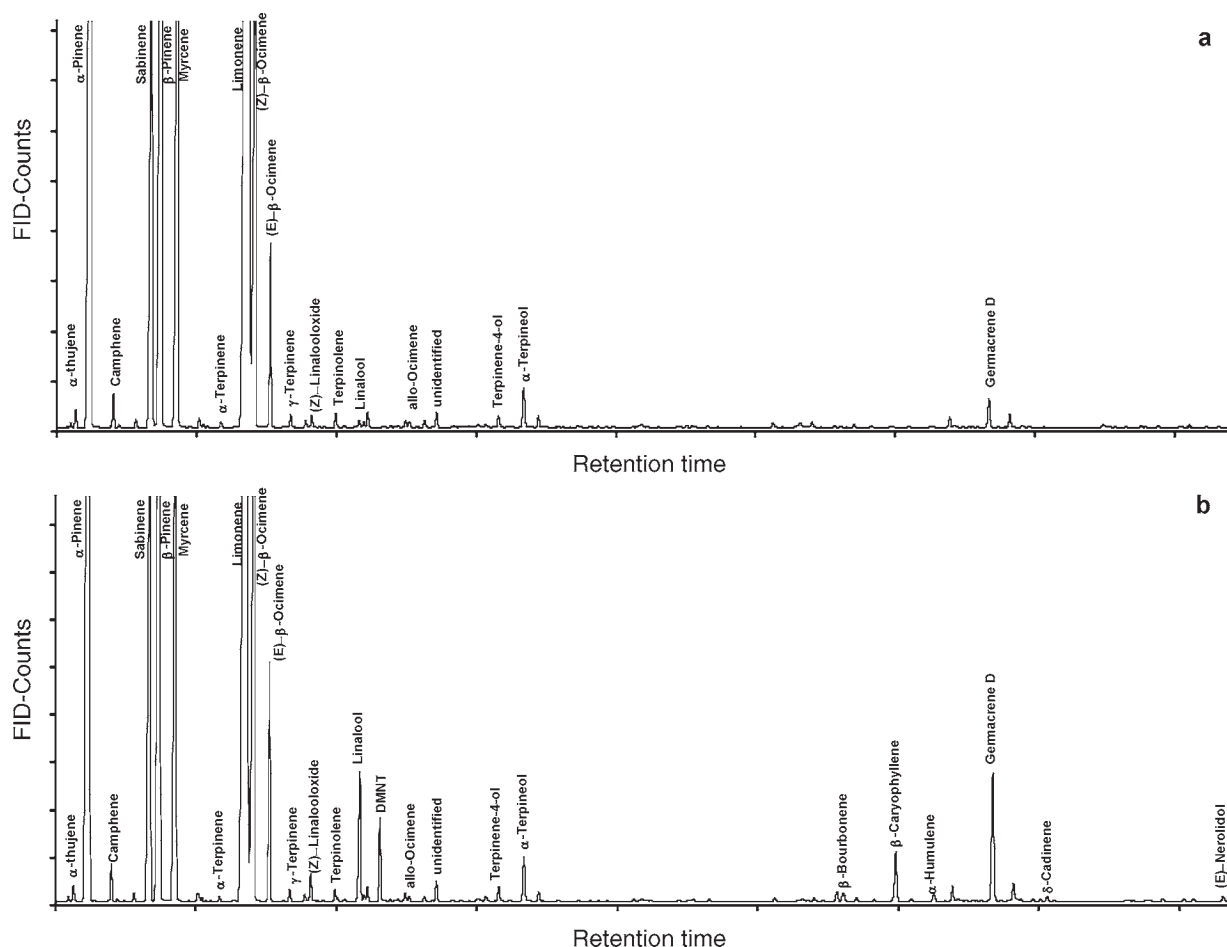 a
FID-Counts
α-thujene
α-Pinene
Camphene
Sabinene
β-Pinene
Myrcene
α-Terpinene
Limonene
(Z)–β-Ocimene
(E)–β-Ocimene
γ-Terpinene
(Z)–Linalooloxide
Terpinolene
Linalool
allo-Ocimene
unidentified
Terpinene-4-ol
α-Terpineol
Germacrene D
Retention time
b
FID-Counts
α-thujene
α-Pinene
Camphene
Sabinene
β-Pinene
Myrcene
α-Terpinene
Limonene
(Z)–β-Ocimene
(E)–β-Ocimene
γ-Terpinene
(Z)–Linalooloxide
Terpinolene
Linalool
DMNT
allo-Ocimene
unidentified
Terpinene-4-ol
α-Terpineol
β-Bourbonene
β-Caryophyllene
α-Humulene
Germacrene D
δ-Cadinene
(E)–Nerolidol
Retention time